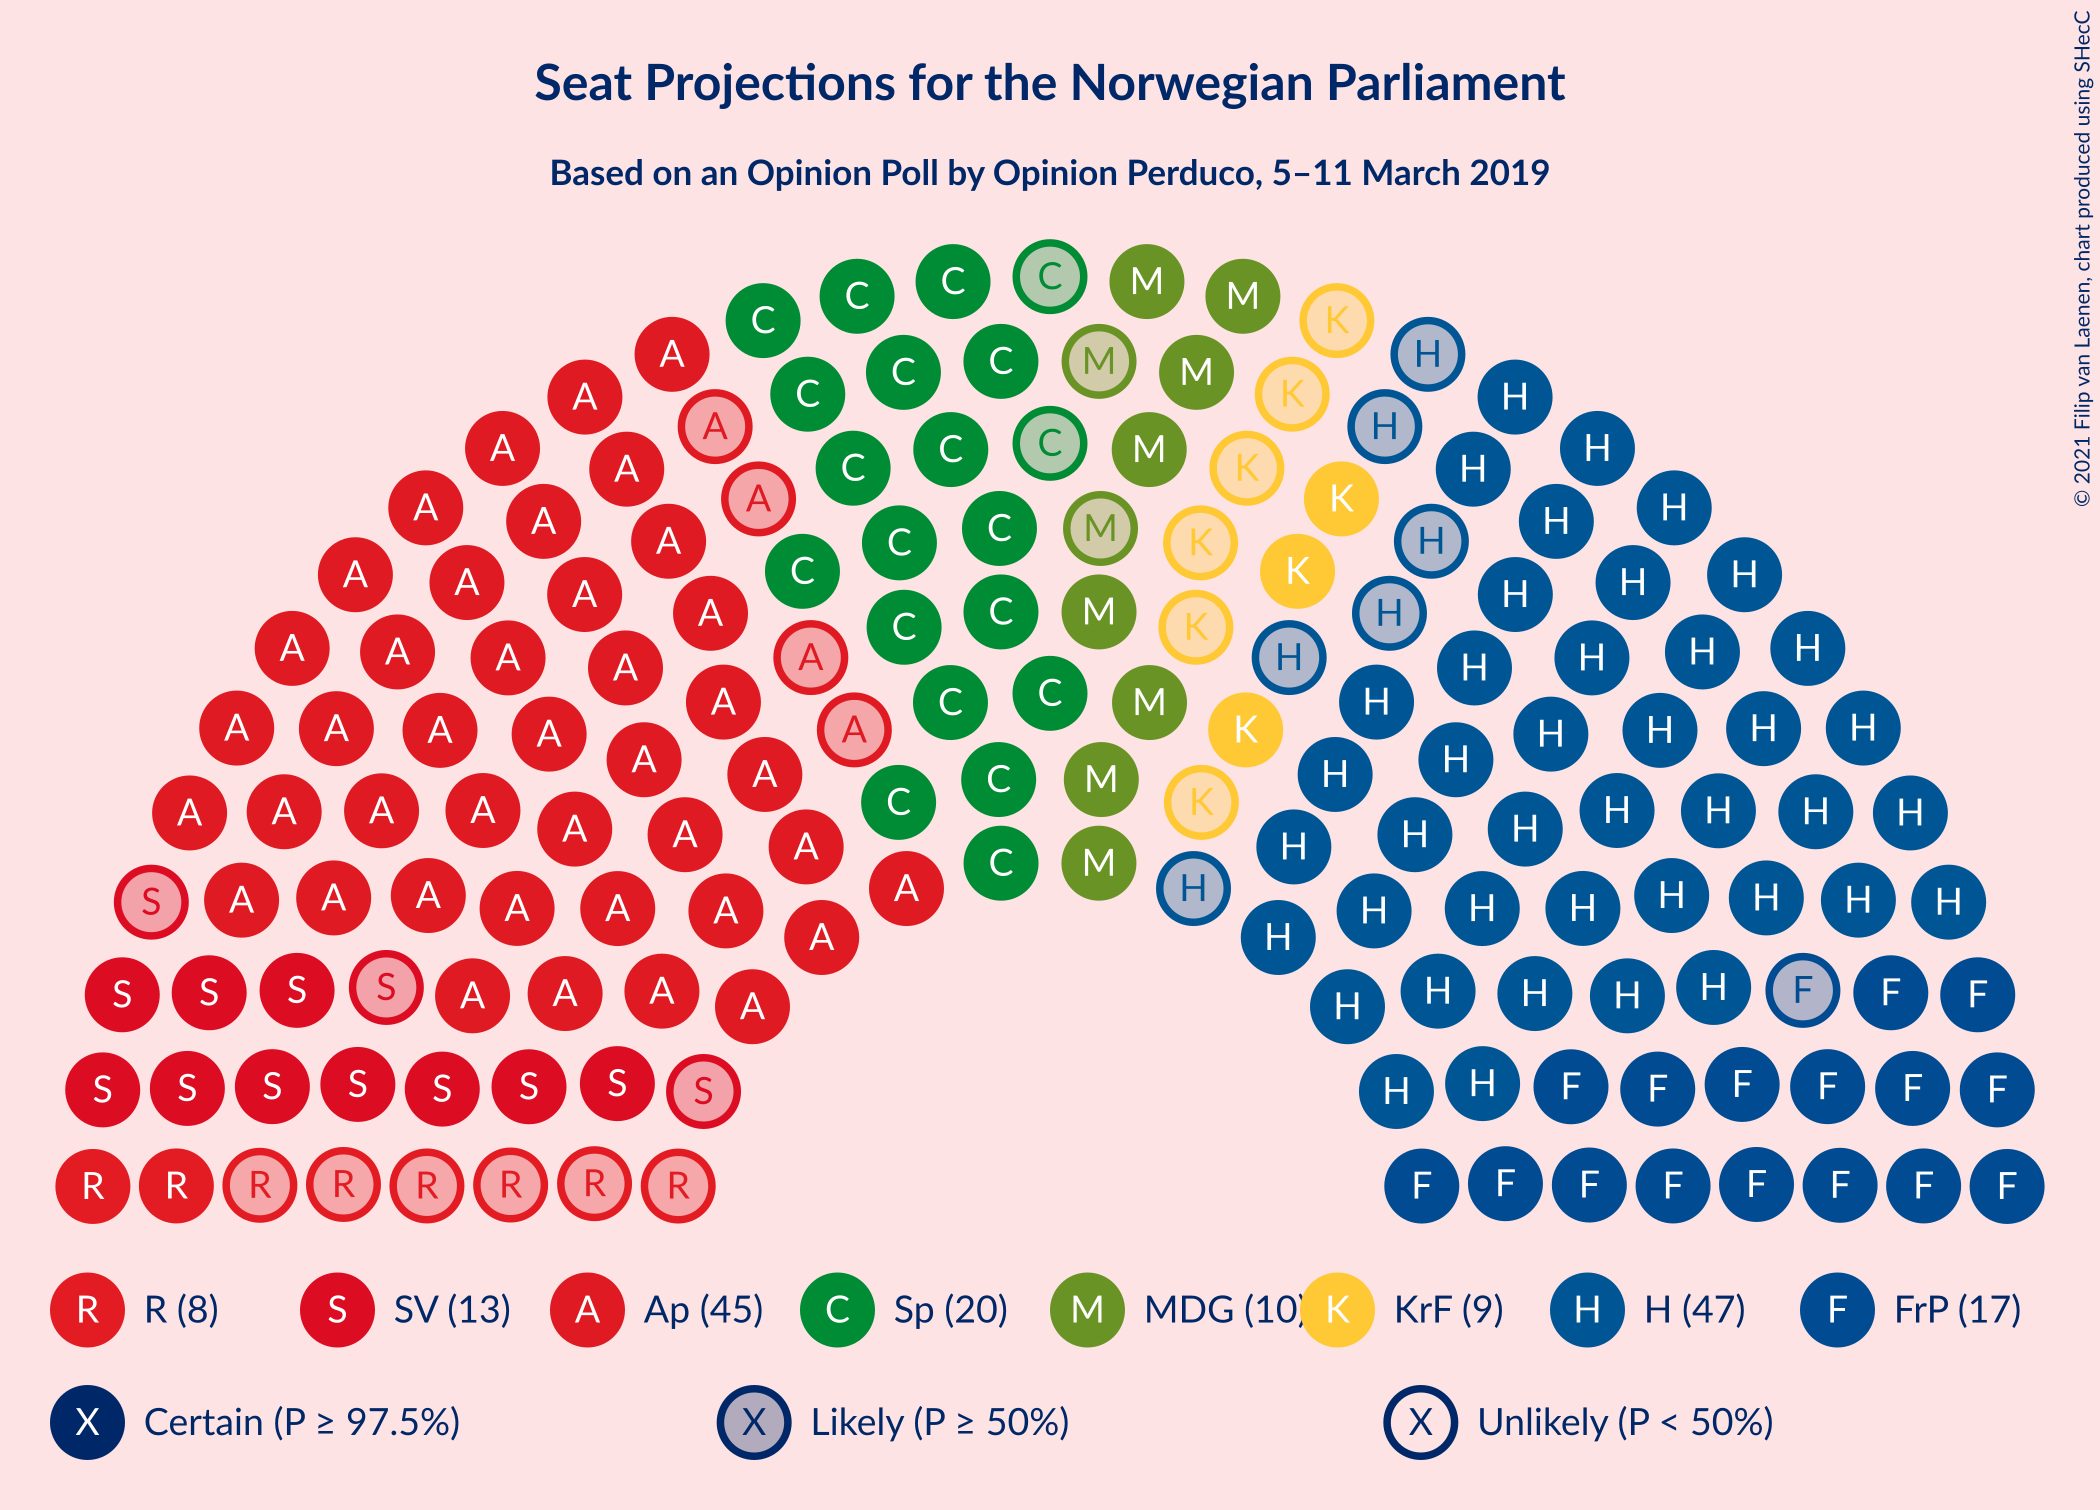 Seat Projections for the Norwegian Parliament
Based on an Opinion Poll by Opinion Perduco, 5–11 March 2019
© 2021 Filip van Laenen, chart produced using SHecC
C C C M M
C K
A C C M M H
A C K H
A A C C M H H
A C K H
A A A A C C M K K H H H
A A A A C C C M K K H H H H
A A A A A A C C M H H H H H H
A A A A A A A C M K H H H H H H
A A A A A A A C K H H H H H H H
S A A A A A A A A C M H H H H H H H H H
S S S S A A A A H H H H H F F F
S S S S S S S S H H F F F F F F
R R R R R R R R F F F F F F F F
R R (8) S SV (13) A Ap (45) C Sp (20) M MDG (10) K KrF (9) H H (47) F FrP (17)
X Certain (P ≥ 97.5%) X Likely (P ≥ 50%) X Unlikely (P < 50%)